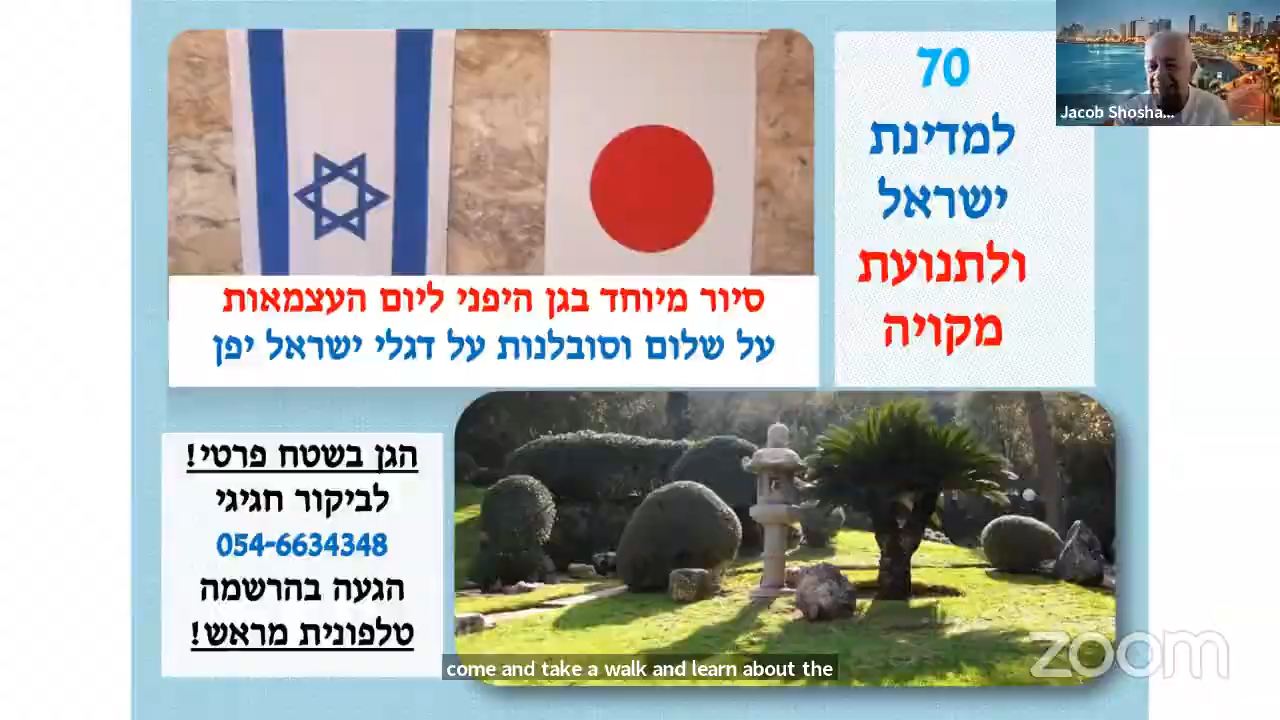 70
למדינת
ישראל
ולתנועת
מקויה
Jacob Shosha...
סיור מיוחד בגן היפני ליום העצמאות
על שלום וסובלנות על דגלי ישראל יפן
הגן בשטח פרטי!
לביקור חגיגי
054-6634348
הגעה בהרשמה
טלפונית מראש!
come and take a walk and learn about the
zoom